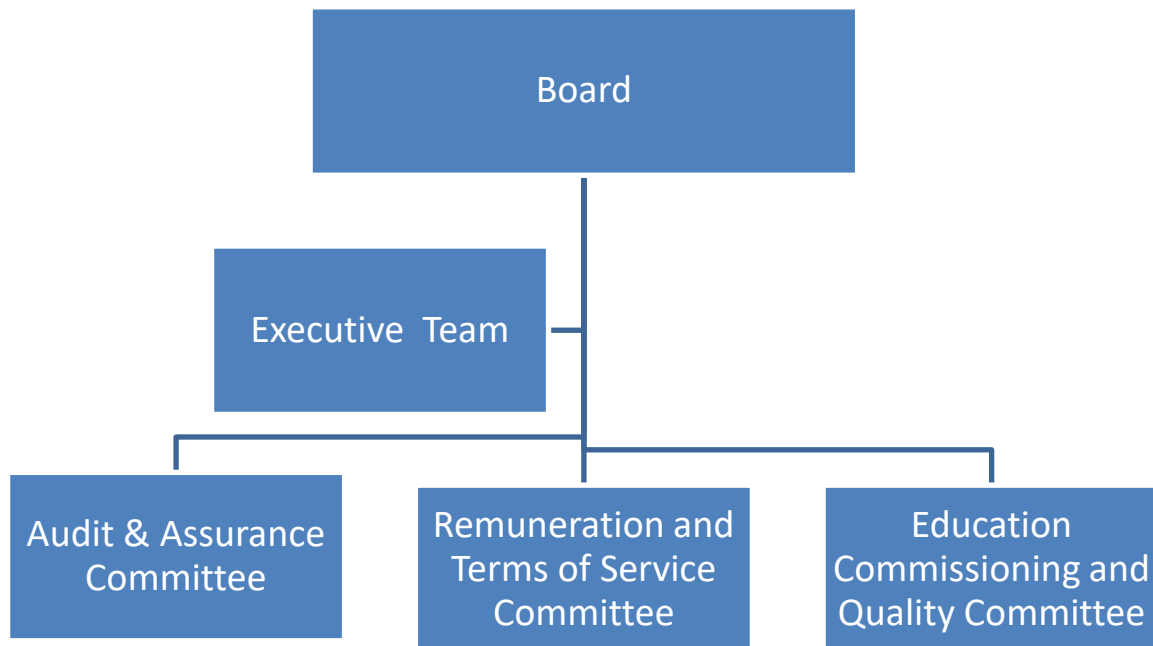 Board
Executive  Team
Audit & Assurance
Committee
Remuneration and
Terms of Service
Committee
Education
Commissioning and
Quality Committee